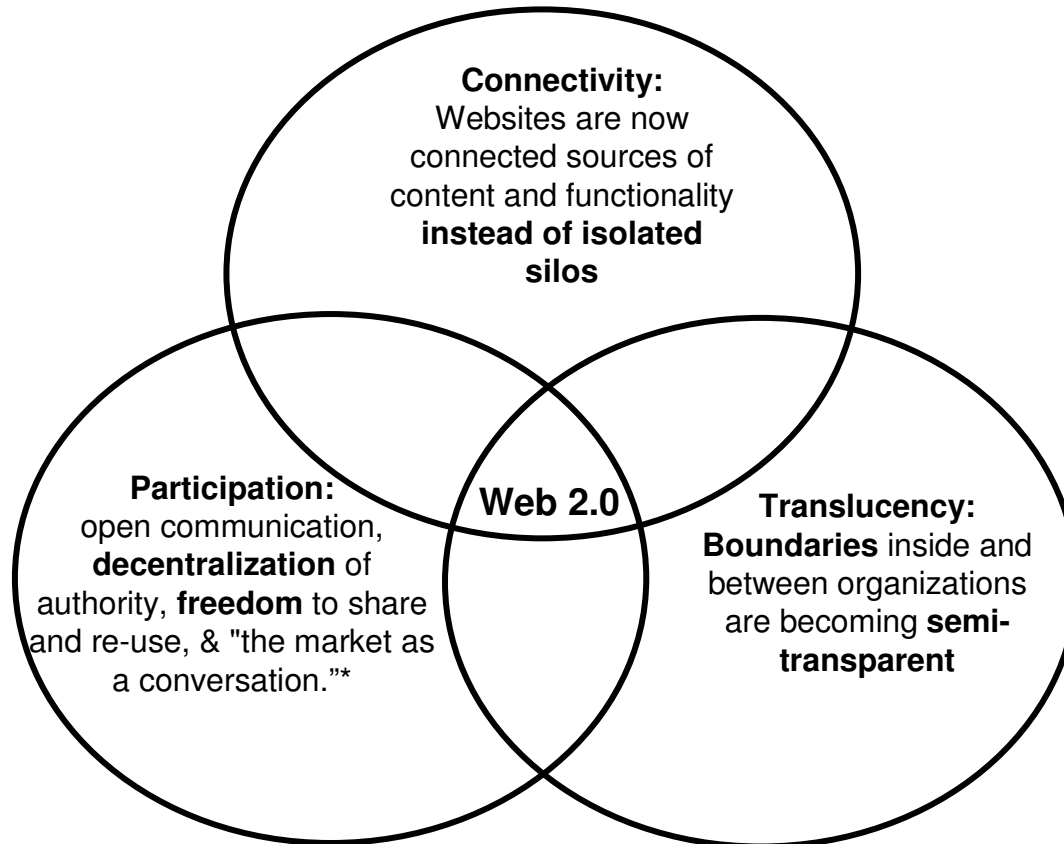 Connectivity:
Websites are now
connected sources of
content and functionality
instead of isolated
silos
Participation:
open communication,
decentralization of
authority, freedom to share
and re-use, & "the market as
a conversation.”*
Web 2.0
Translucency:
Boundaries inside and
between organizations
are becoming semi-
transparent